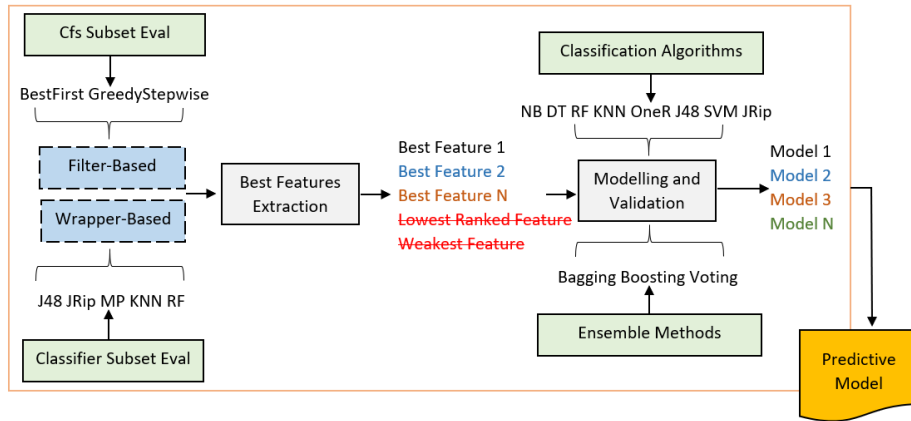 Cfs Subset Eval
BestFirst GreedyStepwise
Filter-Based
Wrapper-Based
J48 JRip MP KNN RF
Classifier Subset Eval
Best Features
Extraction
Best Feature 1
Best Feature 2
Best Feature N
Lowest Ranked Feature
Weakest Feature
Classification Algorithms
NB DT RF KNN OneR J48 SVM JRip
Modelling and
Validation
Bagging Boosting Voting
Ensemble Methods
Model 1
Model 2
Model 3
Model N
Predictive
Model